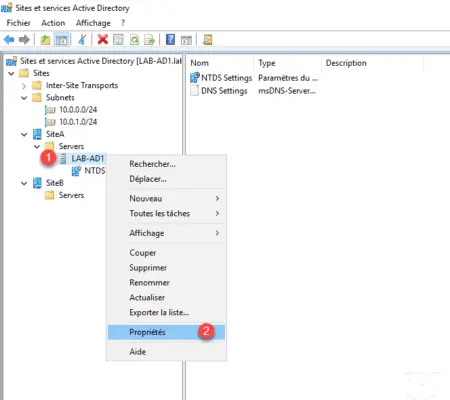 Sites et services Active Directory
Fichier Action Affichage ?
Sites et services Active Directory [LAB-AD1.la
Sites
Inter-Site Transports
Subnets
10.0.0.0/24
10.0.1.0/24
SiteA
Servers
1 LAB-AD1
NTDS
SiteB
Servers
Rechercher...
Déplacer...
Nouveau
Toutes les tâches
Affichage
Couper
Supprimer
Renommer
Actualiser
Exporter la liste...
Propriétés 2
Aide
Nom Type Description
NTDS Settings Paramètres du ...
DNS Settings msDNS-Server...